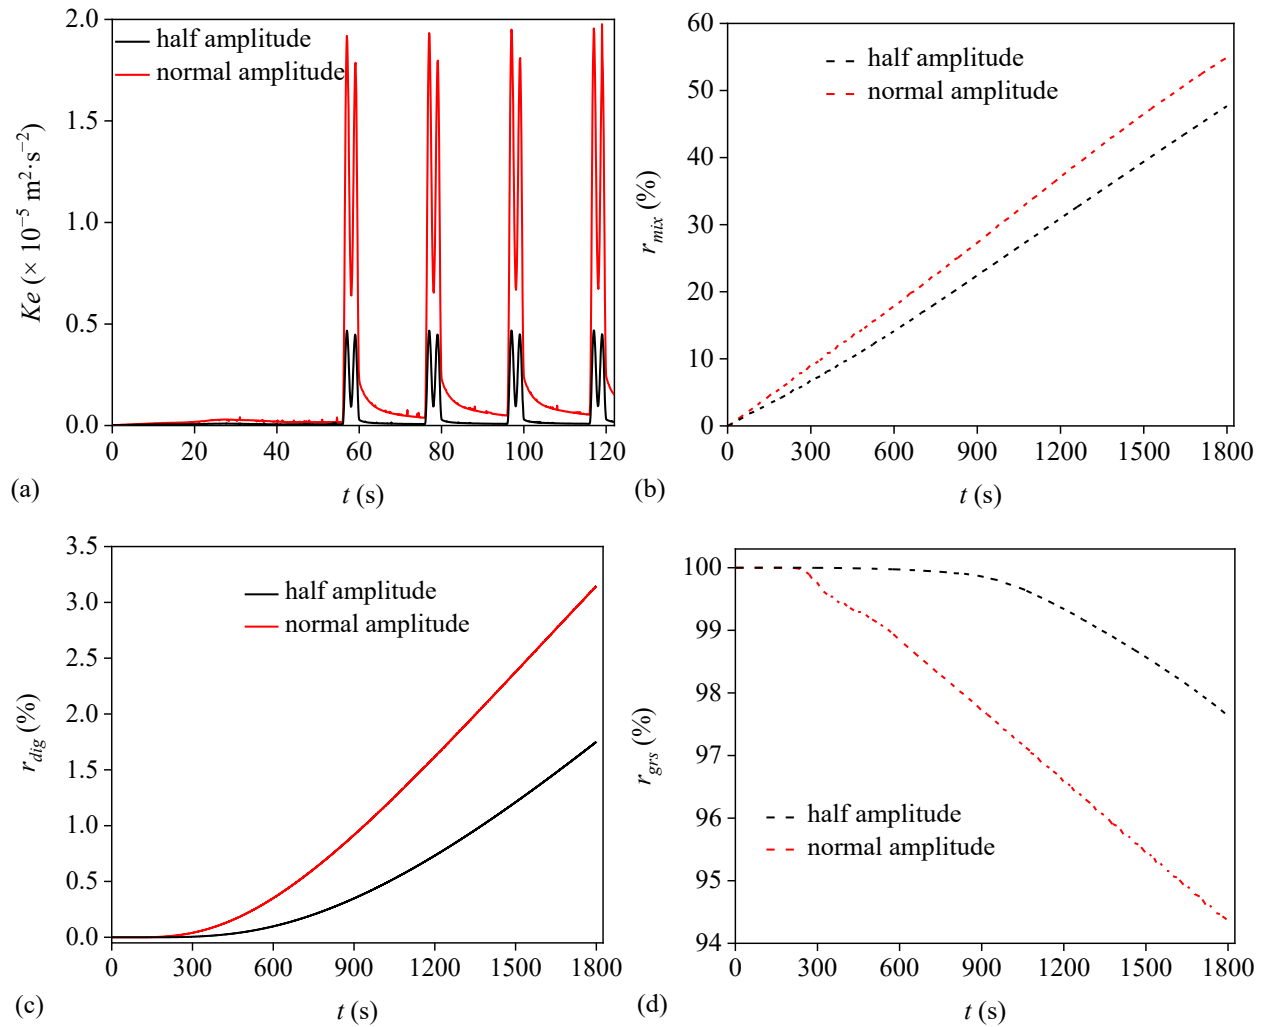 2.0
1.5
1.0
0.5
0.0
0
20
40
60
80
100
120
half amplitude
normal amplitude
Ke (× 10⁻⁵ m²·s⁻²)
t (s)
(a)
60
50
40
30
20
10
0
0
300
600
900
1200
1500
1800
half amplitude
normal amplitude
r_mix (%)
t (s)
(b)
3.5
3.0
2.5
2.0
1.5
1.0
0.5
0.0
0
300
600
900
1200
1500
1800
half amplitude
normal amplitude
r_dig (%)
t (s)
(c)
100
99
98
97
96
95
94
0
300
600
900
1200
1500
1800
half amplitude
normal amplitude
r_grs (%)
t (s)
(d)